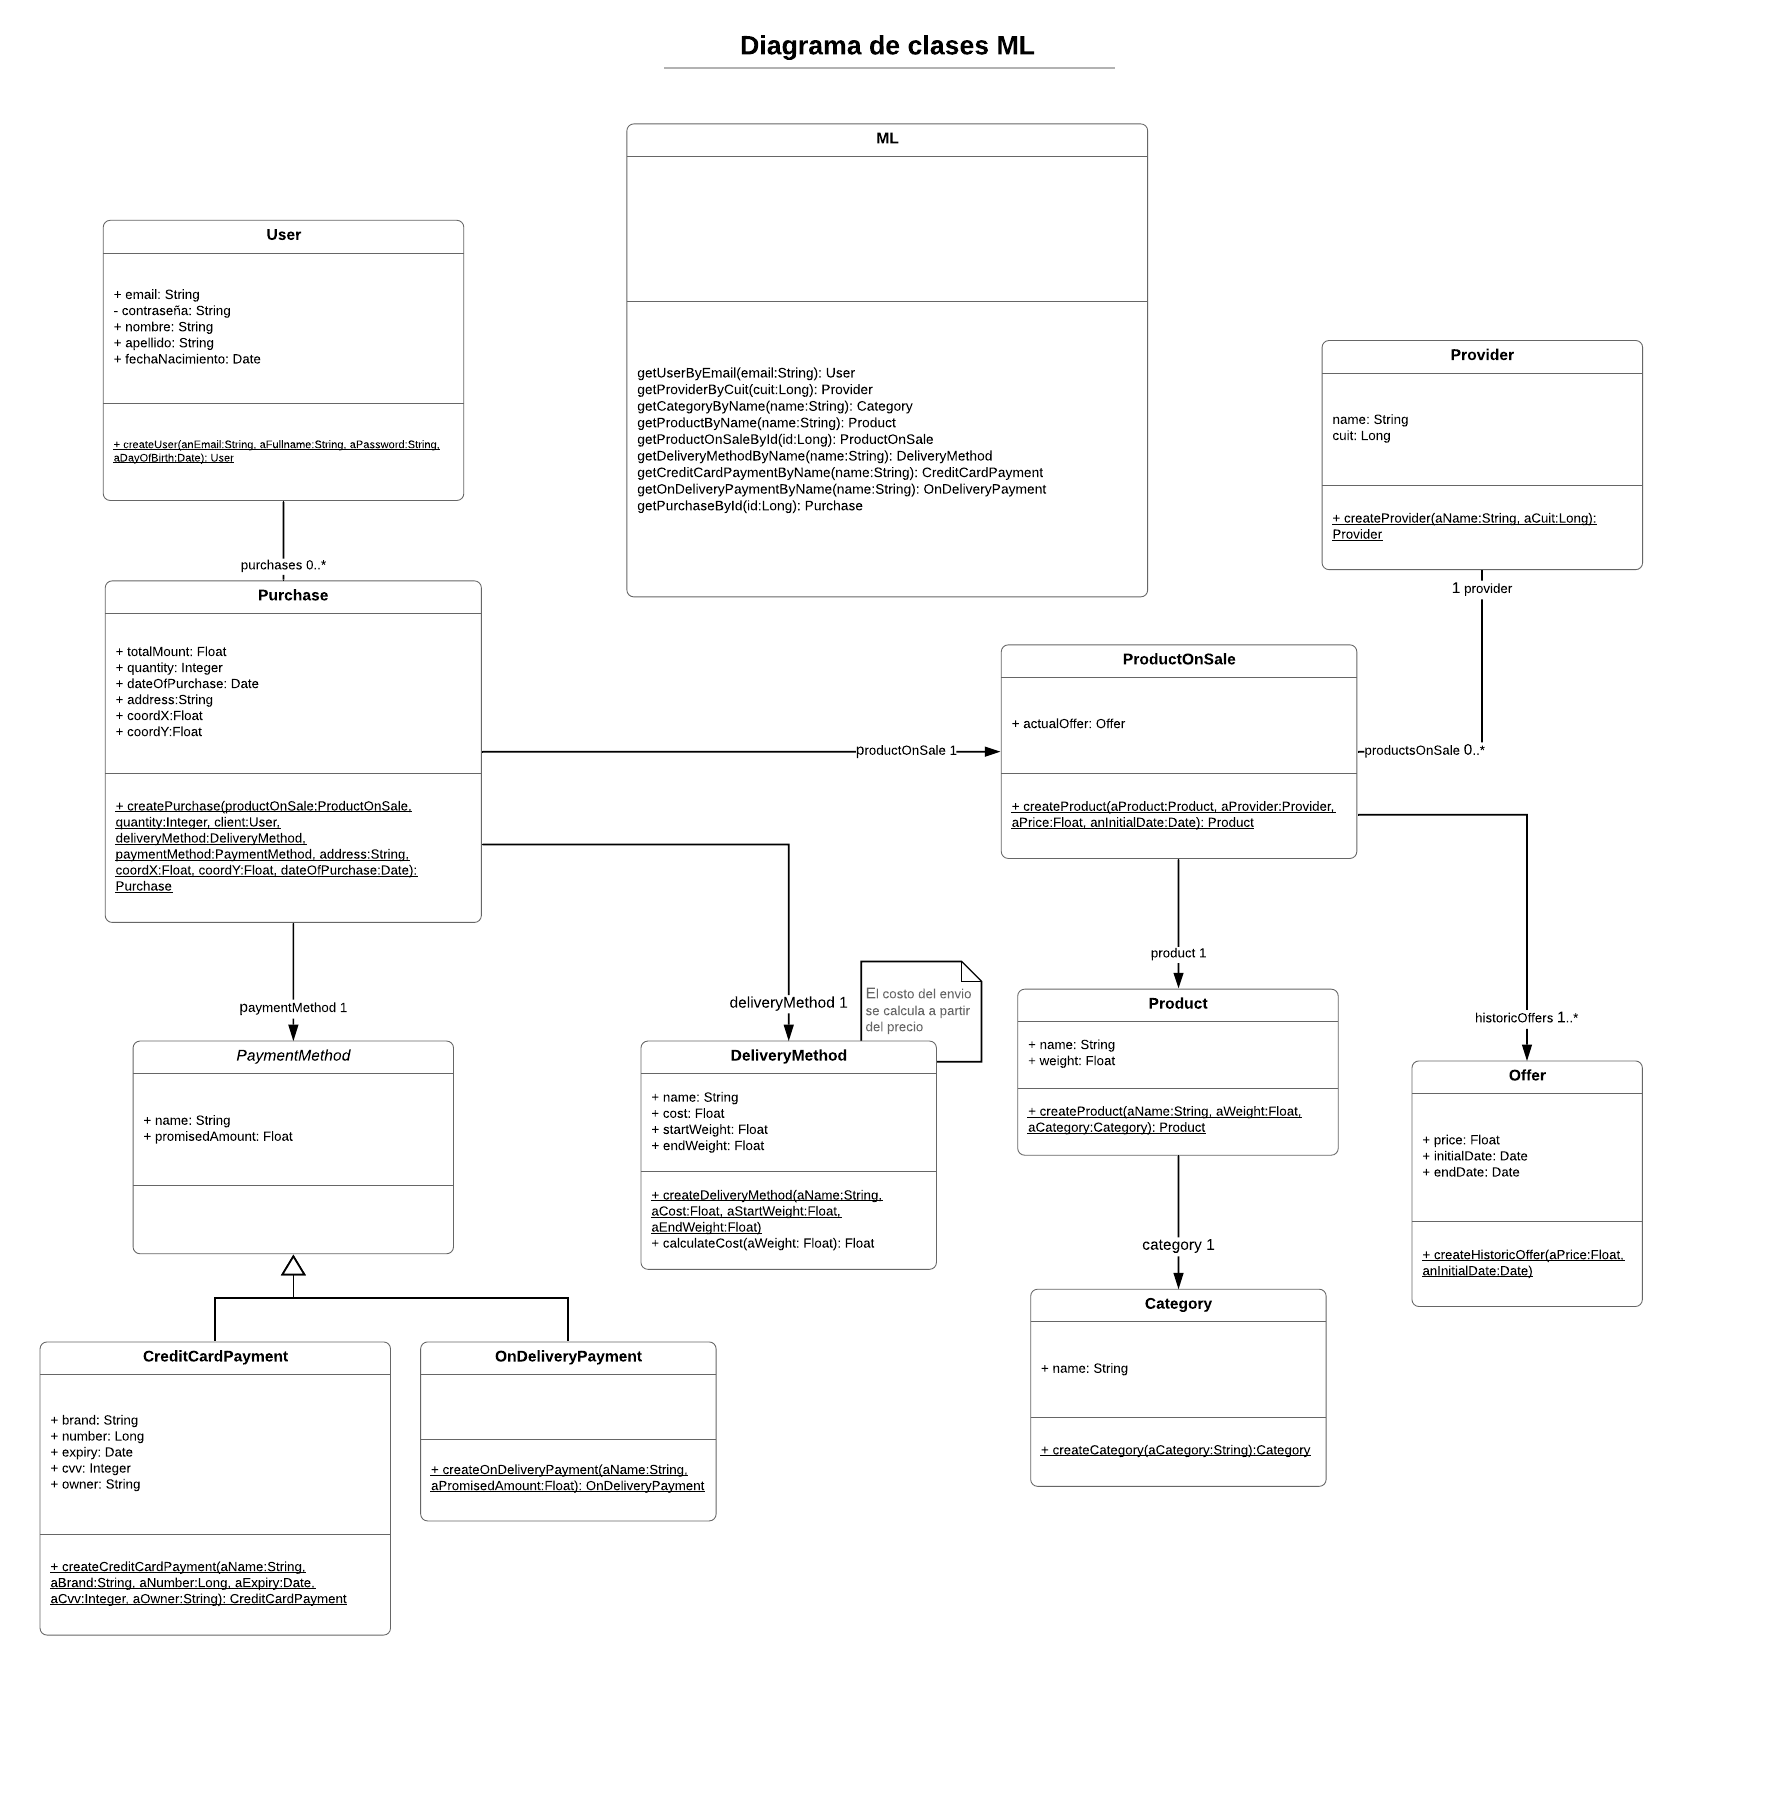 Diagrama de clases ML
ML
getUserByEmail(email:String): User
getProviderByCuit(cuit:Long): Provider
getCategoryByName(name:String): Category
getProductByName(name:String): Product
getProductOnSaleById(id:Long): ProductOnSale
getDeliveryMethodByName(name:String): DeliveryMethod
getCreditCardPaymentByName(name:String): CreditCardPayment
getOnDeliveryPaymentByName(name:String): OnDeliveryPayment
getPurchaseById(id:Long): Purchase
User
+ email: String
- contraseña: String
+ nombre: String
+ apellido: String
+ fechaNacimiento: Date
+ createUser(anEmail:String, aFullname:String, aPassword:String,
aDayOfBirth:Date): User
purchases 0..*
Provider
name: String
cuit: Long
+ createProvider(aName:String, aCuit:Long):
Provider
1 provider
Purchase
+ totalMount: Float
+ quantity: Integer
+ dateOfPurchase: Date
+ address:String
+ coordX:Float
+ coordY:Float
+ createPurchase(productOnSale:ProductOnSale,
quantity:Integer, client:User,
deliveryMethod:DeliveryMethod,
paymentMethod:PaymentMethod, address:String,
coordX:Float, coordY:Float, dateOfPurchase:Date):
Purchase
productOnSale 1
ProductOnSale
+ actualOffer: Offer
+ createProduct(aProduct:Product, aProvider:Provider,
aPrice:Float, anInitialDate:Date): Product
productsOnSale 0..*
paymentMethod 1
deliveryMethod 1
El costo del envio
se calcula a partir
del precio
product 1
historicOffers 1..*
PaymentMethod
+ name: String
+ promisedAmount: Float
DeliveryMethod
+ name: String
+ cost: Float
+ startWeight: Float
+ endWeight: Float
+ createDeliveryMethod(aName:String,
aCost:Float, aStartWeight:Float,
aEndWeight:Float)
+ calculateCost(aWeight: Float): Float
Product
+ name: String
+ weight: Float
+ createProduct(aName:String, aWeight:Float,
aCategory:Category): Product
category 1
Offer
+ price: Float
+ initialDate: Date
+ endDate: Date
+ createHistoricOffer(aPrice:Float,
anInitialDate:Date)
CreditCardPayment
+ brand: String
+ number: Long
+ expiry: Date
+ cvv: Integer
+ owner: String
+ createCreditCardPayment(aName:String,
aBrand:String, aNumber:Long, aExpiry:Date,
aCvv:Integer, aOwner:String): CreditCardPayment
OnDeliveryPayment
+ createOnDeliveryPayment(aName:String,
aPromisedAmount:Float): OnDeliveryPayment
Category
+ name: String
+ createCategory(aCategory:String):Category